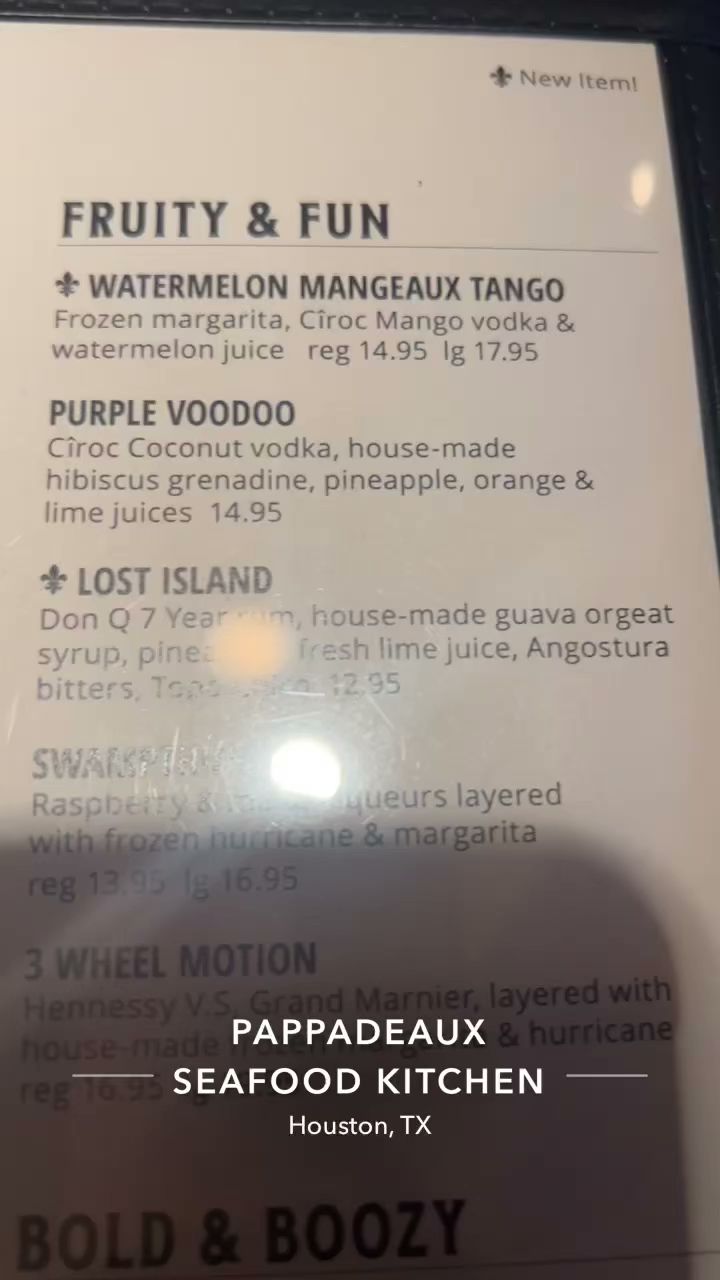 New Item!
FRUITY & FUN
WATERMELON MANGEAUX TANGO
Frozen margarita, Cîroc Mango vodka &
watermelon juice reg 14.95 lg 17.95
PURPLE VOODOO
Cîroc Coconut vodka, house-made
hibiscus grenadine, pineapple, orange &
lime juices 14.95
LOST ISLAND
Don Q 7 Year rum, house-made guava orgeat
syrup, fresh lime juice, Angostura
bitters, 12.95
Raspberry & liqueurs layered
with frozen hurricane & margarita
reg 13.95 lg 16.95
3 WHEEL MOTION
Hennessy V.S, Grand Marnier, layered with
house-made frozen & hurricane
reg 16.95
PAPPADEAUX
SEAFOOD KITCHEN
Houston, TX
BOLD & BOOZY